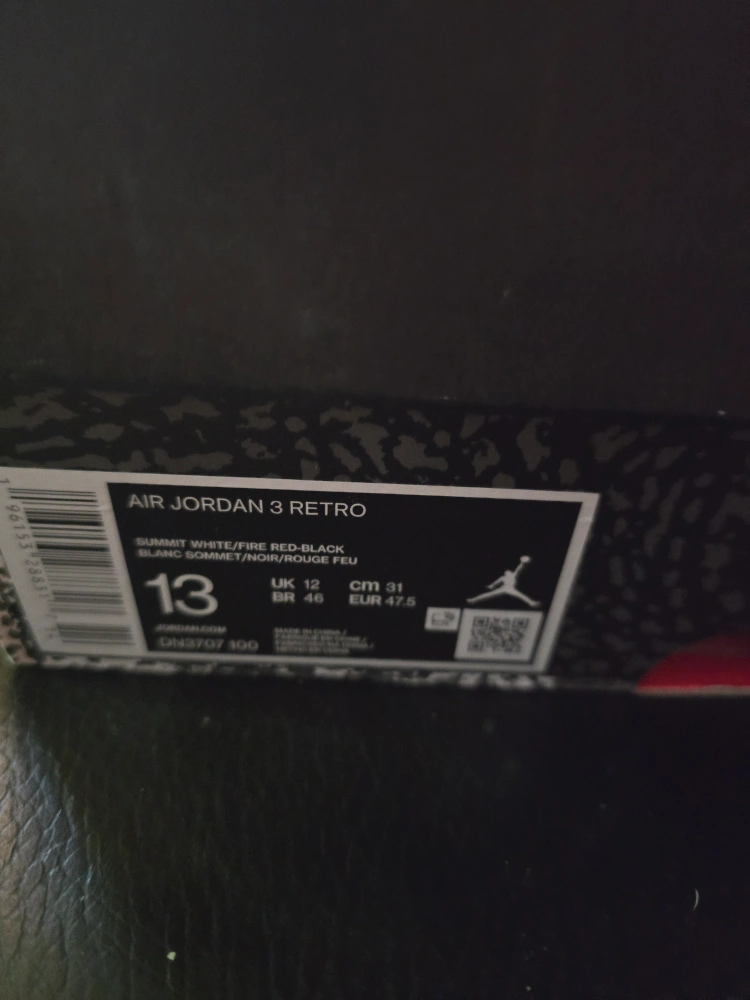 AIR JORDAN 3 RETRO
SUMMIT WHITE/FIRE RED-BLACK
BLANC SOMMET/NOIR/ROUGE FEU
13
UK 12 cm 31
BR 46 EUR 47.5
JORDAN.COM
DN3707 100
MADE IN CHINA /